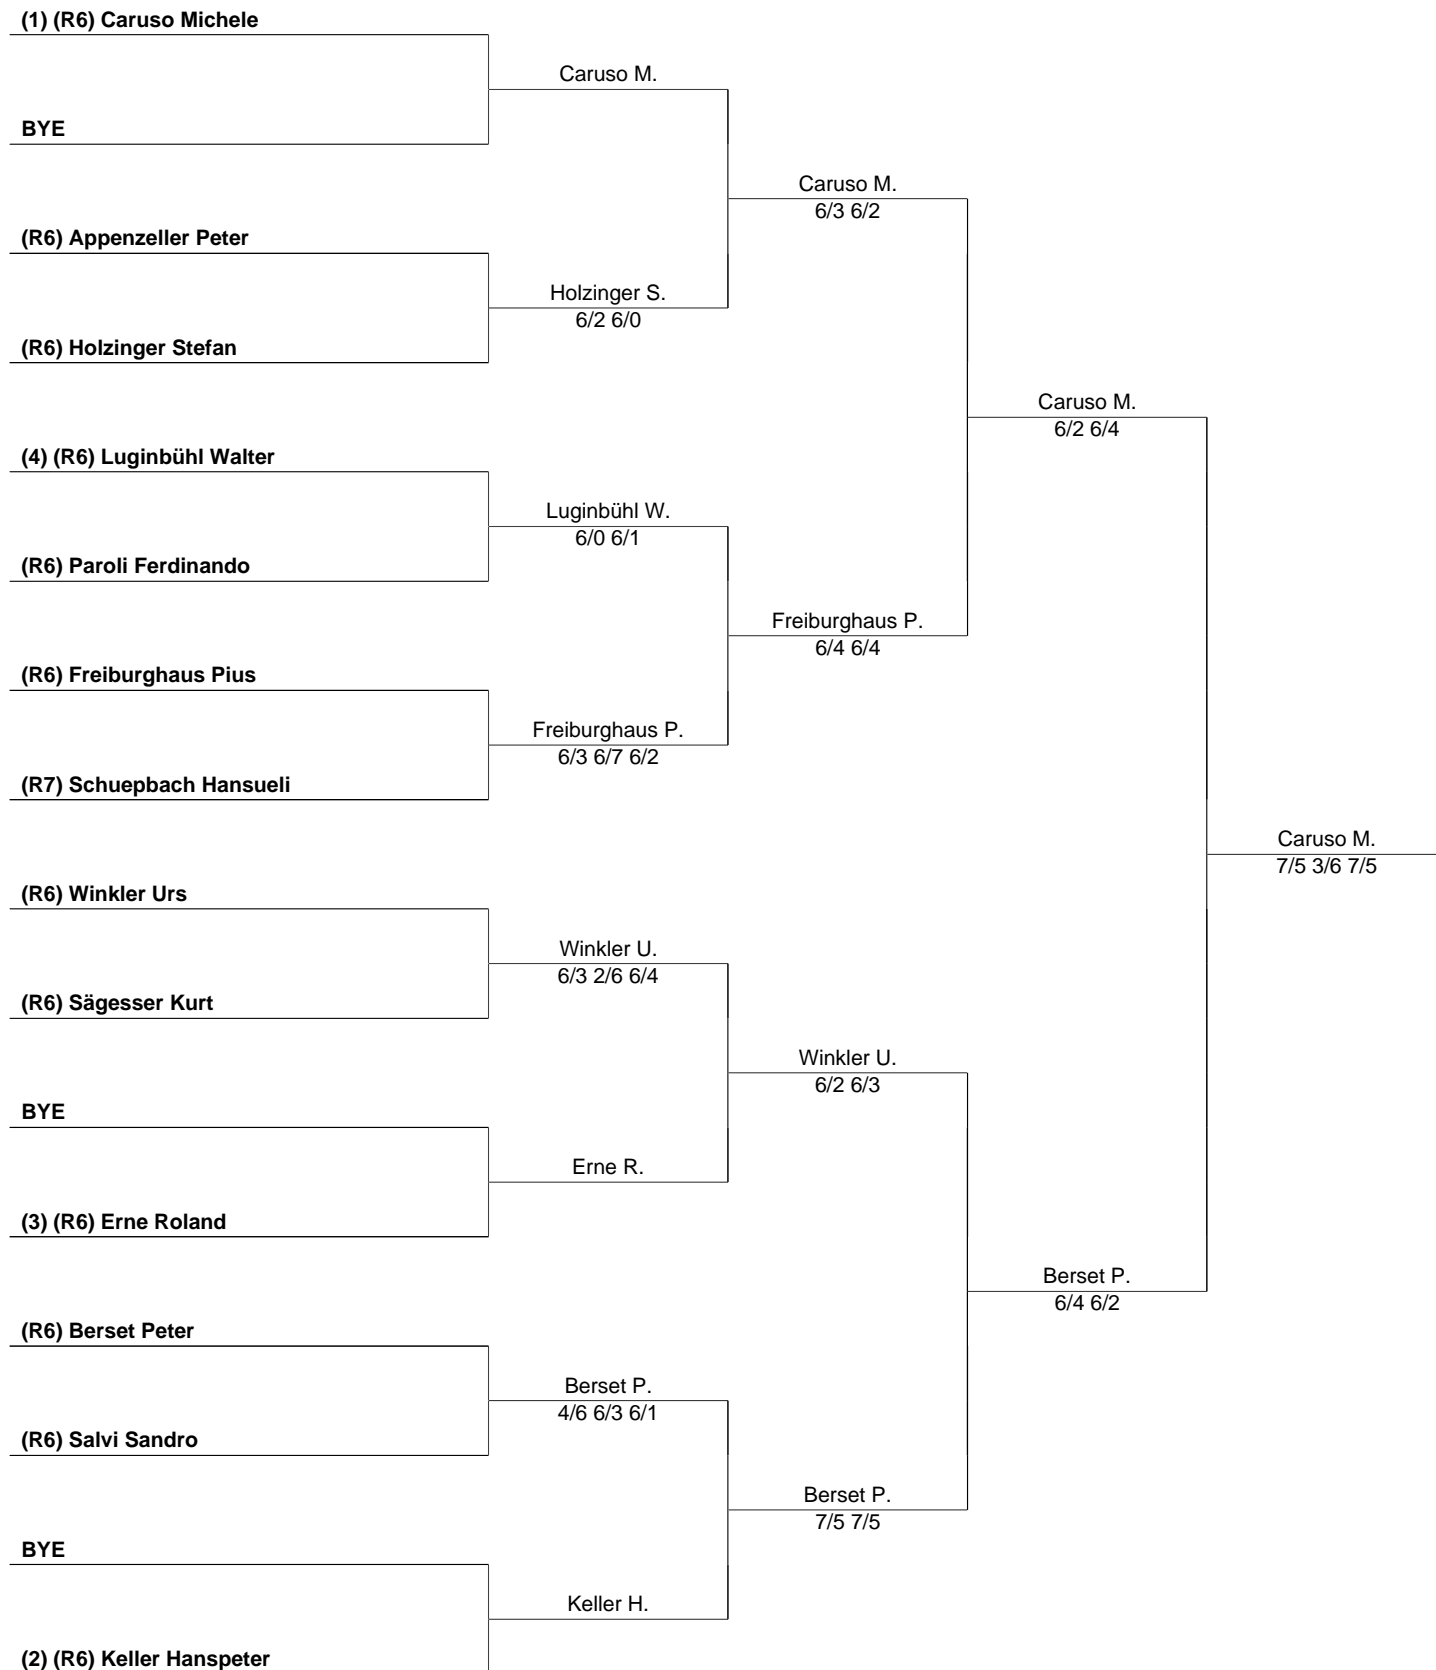 (1) (R6) Caruso Michele
Caruso M.
BYE
Caruso M.
6/3 6/2
(R6) Appenzeller Peter
Holzinger S.
6/2 6/0
(R6) Holzinger Stefan
Caruso M.
6/2 6/4
(4) (R6) Luginbühl Walter
Luginbühl W.
6/0 6/1
(R6) Paroli Ferdinando
Freiburghaus P.
6/4 6/4
(R6) Freiburghaus Pius
Freiburghaus P.
6/3 6/7 6/2
(R7) Schuepbach Hansueli
Caruso M.
7/5 3/6 7/5
(R6) Winkler Urs
Winkler U.
6/3 2/6 6/4
(R6) Sägesser Kurt
Winkler U.
6/2 6/3
BYE
Erne R.
(3) (R6) Erne Roland
Berset P.
6/4 6/2
(R6) Berset Peter
Berset P.
4/6 6/3 6/1
(R6) Salvi Sandro
Berset P.
7/5 7/5
BYE
Keller H.
(2) (R6) Keller Hanspeter